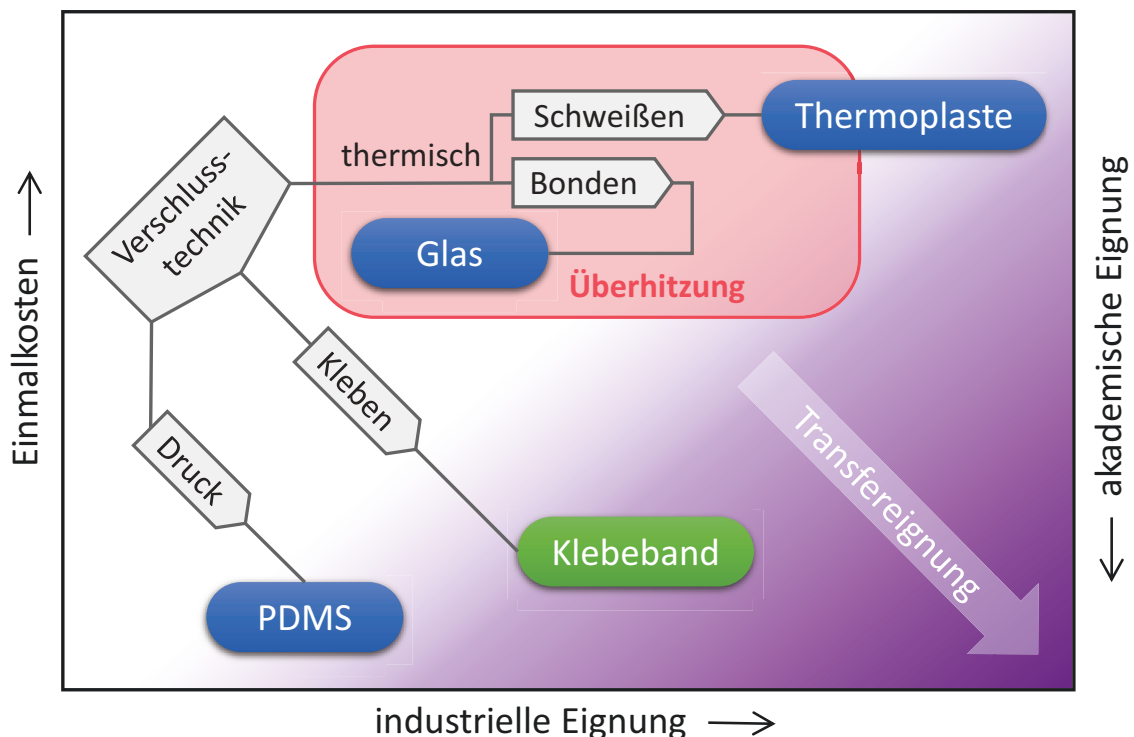 Einmalkosten
Verschluss-
technik
thermisch
Schweißen
Thermoplaste
Bonden
Glas
Überhitzung
Kleben
Druck
Klebeband
PDMS
Transfereignung
akademische Eignung
industrielle Eignung